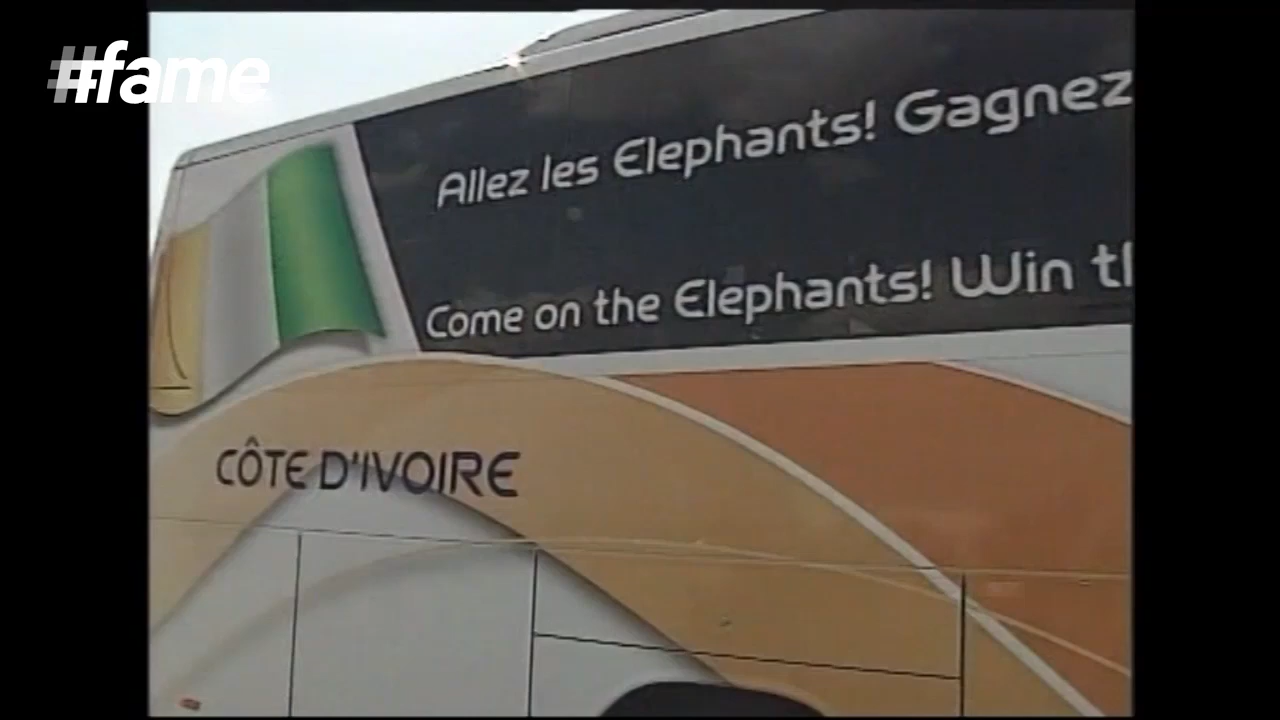 #fame
Allez les Elephants! Gagnez
Come on the Elephants! Win
CÔTE D'IVOIRE